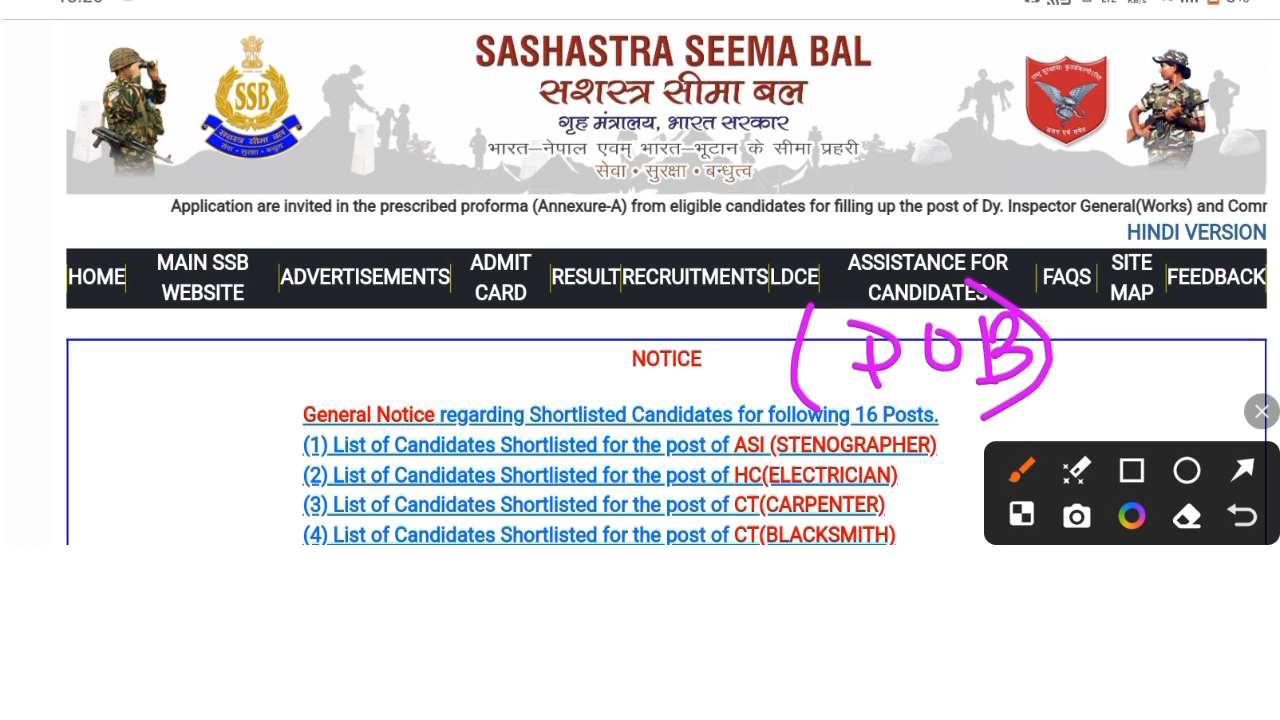 SASHASTRA SEEMA BAL
सशस्त्र सीमा बल
गृह मंत्रालय, भारत सरकार
भारत–नेपाल एवम् भारत–भूटान के सीमा प्रहरी
सेवा • सुरक्षा • बन्धुत्व
SSB
सशस्त्र सीमा बल
सेवा • सुरक्षा • बन्धुत्व
Application are invited in the prescribed proforma (Annexure-A) from eligible candidates for filling up the post of Dy. Inspector General(Works) and
HINDI VERSION
HOME MAIN SSB WEBSITE ADVERTISEMENTS ADMIT CARD RESULT RECRUITMENTS LDCE ASSISTANCE FOR CANDIDATES FAQS SITE MAP FEEDBACK
(DOB)
NOTICE
General Notice regarding Shortlisted Candidates for following 16 Posts.
(1) List of Candidates Shortlisted for the post of ASI (STENOGRAPHER)
(2) List of Candidates Shortlisted for the post of HC(ELECTRICIAN)
(3) List of Candidates Shortlisted for the post of CT(CARPENTER)
(4) List of Candidates Shortlisted for the post of CT(BLACKSMITH)